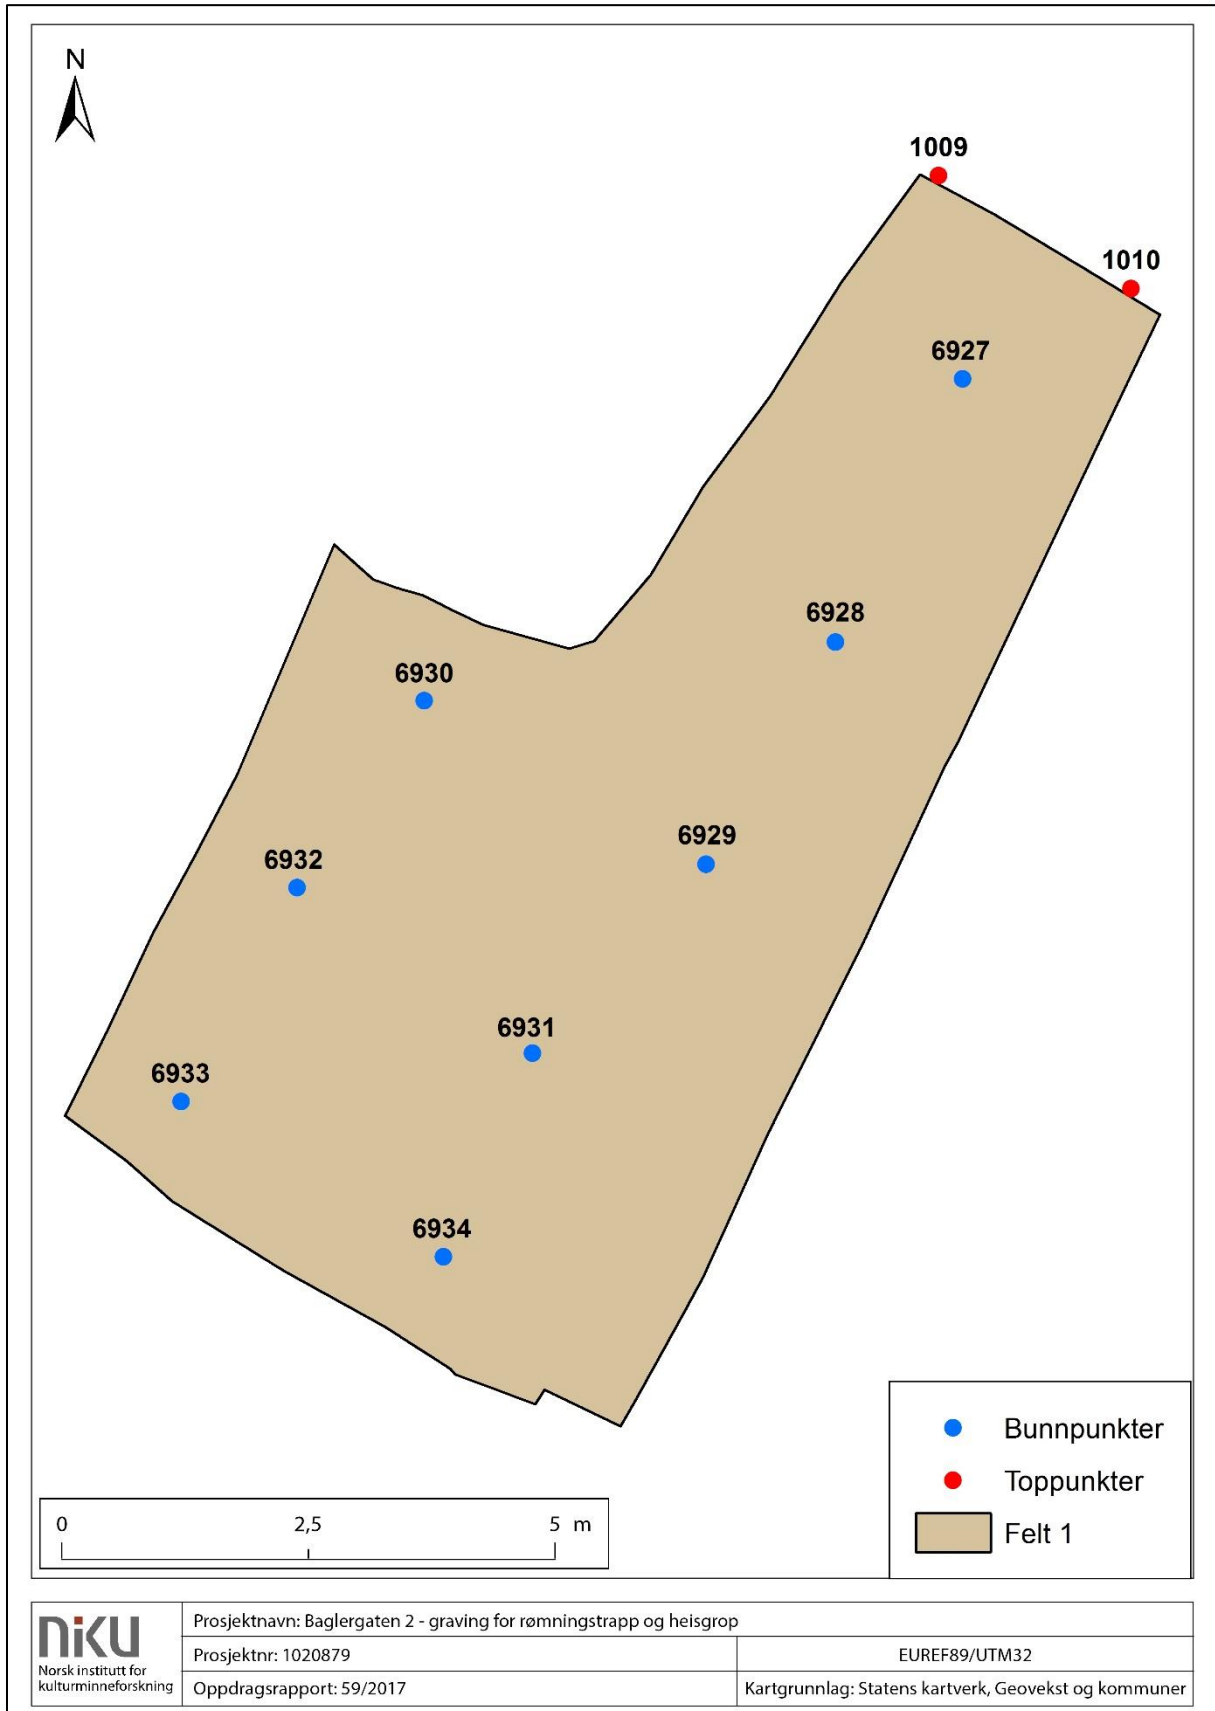 N
1009
1010
6927
6928
6930
6929
6932
6931
6933
6934
Bunnpunkter
Toppunkter
Felt 1
0 2,5 5 m
niku
Norsk institutt for
kulturminneforskning
Prosjektnavn: Baglergaten 2 - graving for rømningstrapp og heisgrop
Prosjektnr: 1020879
EUREF89/UTM32
Oppdragsrapport: 59/2017
Kartgrunnlag: Statens kartverk, Geovekst og kommuner